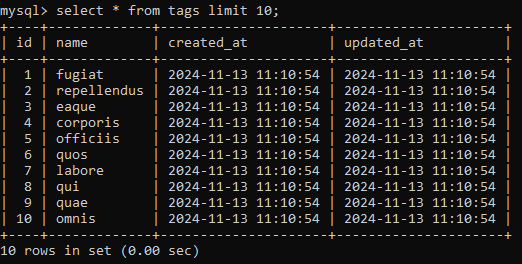 mysql> select * from tags limit 10;
+----+-------------+---------------------+---------------------+
| id | name        | created_at          | updated_at          |
+----+-------------+---------------------+---------------------+
|  1 | fugiat      | 2024-11-13 11:10:54 | 2024-11-13 11:10:54 |
|  2 | repellendus | 2024-11-13 11:10:54 | 2024-11-13 11:10:54 |
|  3 | eaque       | 2024-11-13 11:10:54 | 2024-11-13 11:10:54 |
|  4 | corporis    | 2024-11-13 11:10:54 | 2024-11-13 11:10:54 |
|  5 | officiis    | 2024-11-13 11:10:54 | 2024-11-13 11:10:54 |
|  6 | quos        | 2024-11-13 11:10:54 | 2024-11-13 11:10:54 |
|  7 | labore      | 2024-11-13 11:10:54 | 2024-11-13 11:10:54 |
|  8 | qui         | 2024-11-13 11:10:54 | 2024-11-13 11:10:54 |
|  9 | quae        | 2024-11-13 11:10:54 | 2024-11-13 11:10:54 |
| 10 | omnis       | 2024-11-13 11:10:54 | 2024-11-13 11:10:54 |
+----+-------------+---------------------+---------------------+
10 rows in set (0.00 sec)